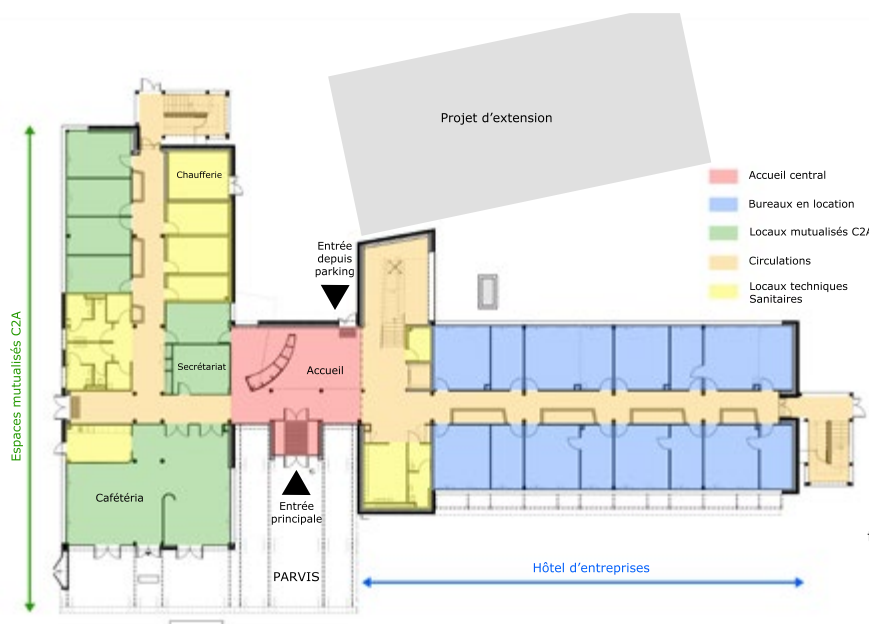 Projet d’extension
Chaufferie
Accueil central
Bureaux en location
Locaux mutualisés C2A
Circulations
Locaux techniques
Sanitaires
Entrée
depuis
parking
Espaces mutualisés C2A
Secrétariat
Accueil
Cafétéria
Entrée
principale
PARVIS
Hôtel d’entreprises